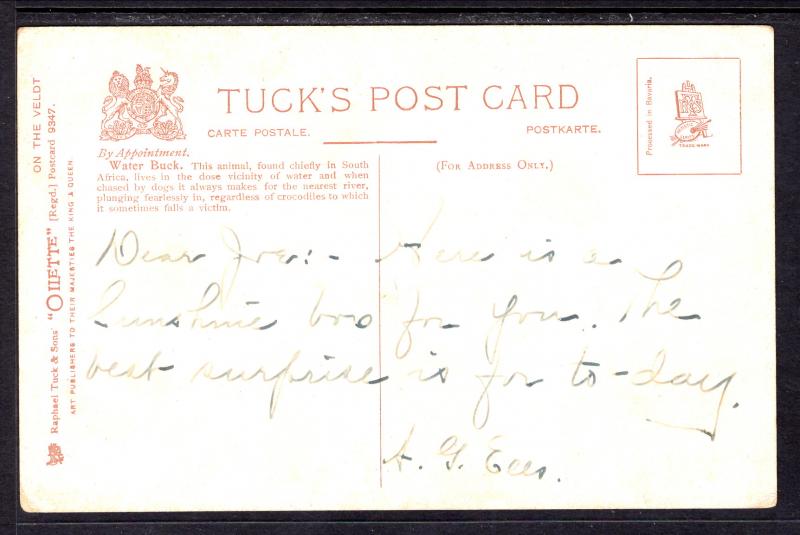 TUCK'S POST CARD
CARTE POSTALE.
POSTKARTE.
By Appointment.
(FOR ADDRESS ONLY.)
Water Buck. This animal, found chiefly in South
Africa, lives in the dose vicinity of water and when
chased by dogs it always makes for the nearest river,
plunging fearlessly in, regardless of crocodiles to which
it sometimes falls a victim.
Processed in Bavaria.
TRADE MARK
ON THE VELDT
Raphael Tuck & Sons' "OILETTE" [Regd.] Postcard 9347.
ART PUBLISHERS TO THEIR MAJESTIES THE KING & QUEEN
Dear :- Here is a
Sunshine box for you. The
best surprise is for to-day.
A. G.